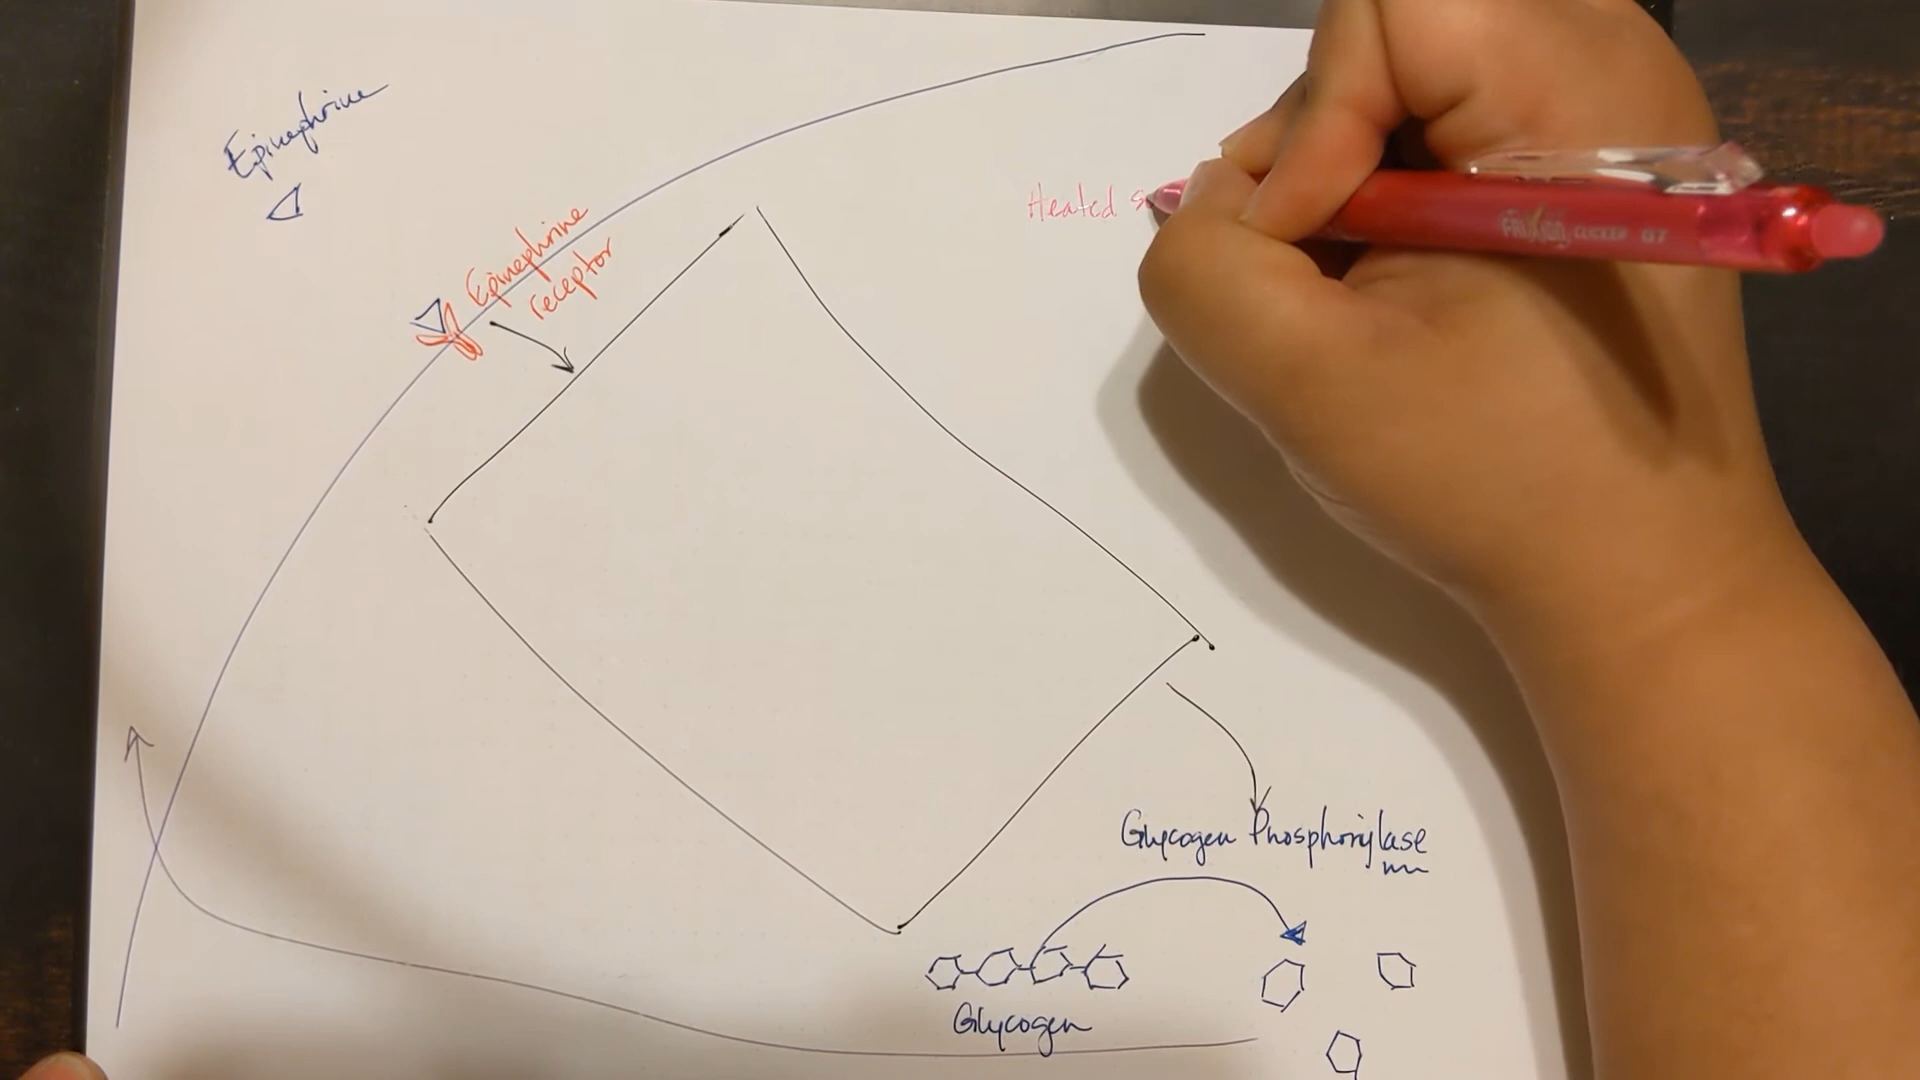 Epinephrine
Epinephrine
receptor
Heated s
FRIXION CLICKER 07
Glycogen Phosphorylase
Glycogen